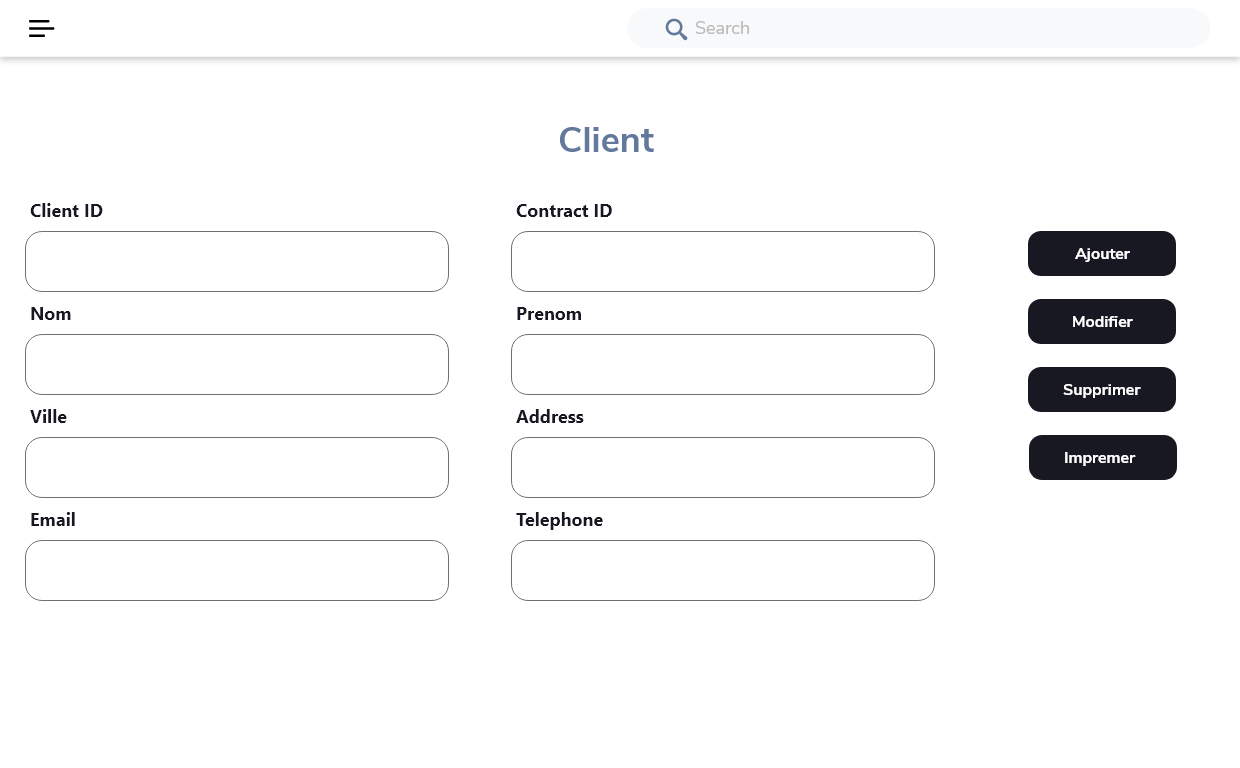 Search
Client
Client ID
Contract ID
Ajouter
Nom
Prenom
Modifier
Supprimer
Ville
Address
Impremer
Email
Telephone